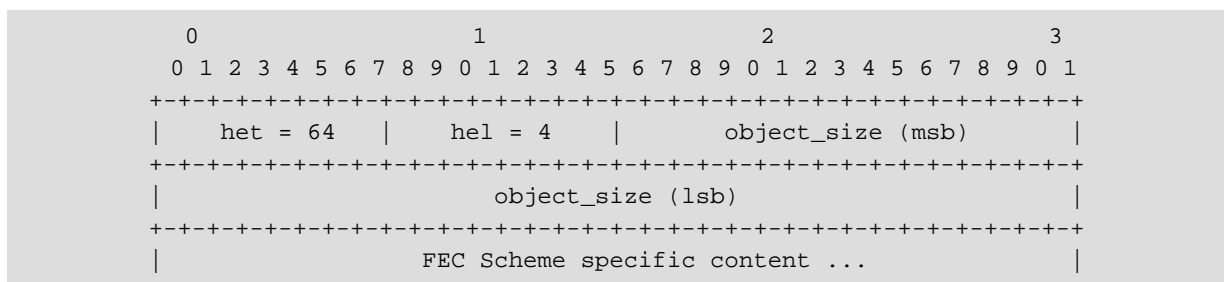 0                   1                   2                   3
0 1 2 3 4 5 6 7 8 9 0 1 2 3 4 5 6 7 8 9 0 1 2 3 4 5 6 7 8 9 0 1
+-+-+-+-+-+-+-+-+-+-+-+-+-+-+-+-+-+-+-+-+-+-+-+-+-+-+-+-+-+-+-+-+
|    het = 64   |    hel = 4    |       object_size (msb)       |
+-+-+-+-+-+-+-+-+-+-+-+-+-+-+-+-+-+-+-+-+-+-+-+-+-+-+-+-+-+-+-+-+
|                       object_size (lsb)                       |
+-+-+-+-+-+-+-+-+-+-+-+-+-+-+-+-+-+-+-+-+-+-+-+-+-+-+-+-+-+-+-+-+
|                  FEC Scheme specific content ...              |